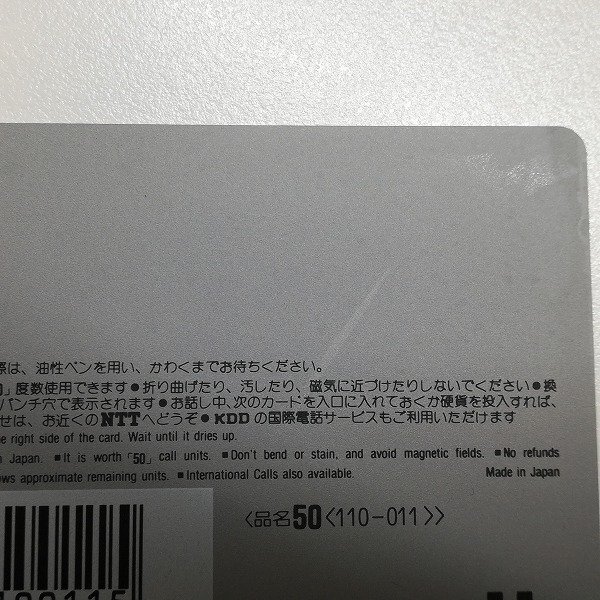 際は、油性ペンを用い、かわくまでお待ちください。
」度数使用できます●折り曲げたり、汚したり、磁気に近づけたりしないでください●換
パンチ穴で表示されます●お話し中、次のカードを入口に入れておくか硬貨を投入すれば、
せは、お近くのNTTへどうぞ●KDDの国際電話サービスもご利用いただけます
e right side of the card. Wait until it dries up.
n Japan. ●It is worth「50」call units. ●Don't bend or stain, and avoid magnetic fields. ●No refunds
ows approximate remaining units. ●International Calls also available. Made in Japan
〈品名50〈110-011〉〉